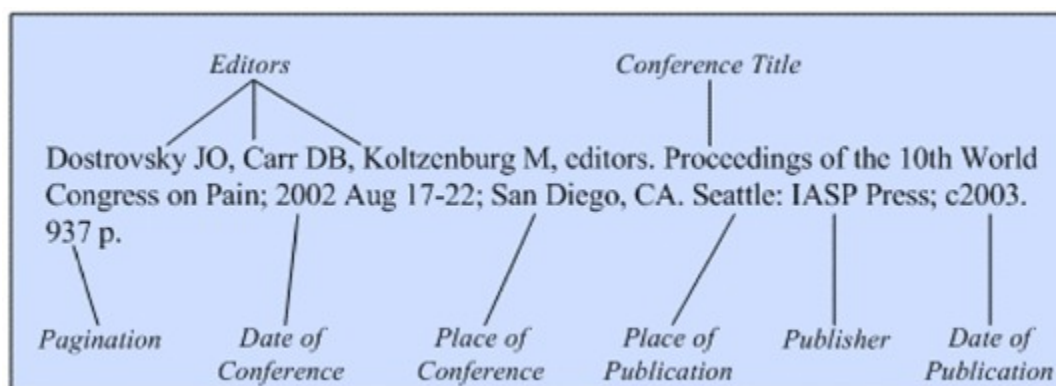 Editors Conference Title
Dostrovsky JO, Carr DB, Koltzenburg M, editors. Proceedings of the 10th World
Congress on Pain; 2002 Aug 17-22; San Diego, CA. Seattle: IASP Press; c2003.
937 p.
Pagination Date of Place of Place of Publisher Date of
Conference Conference Publication Publication